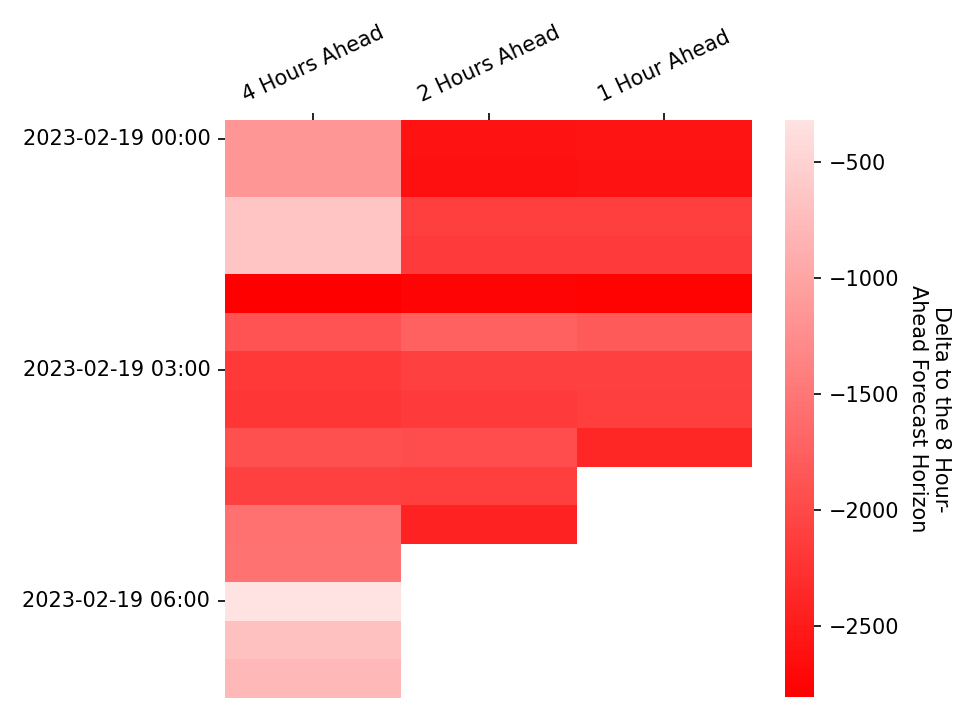 4 Hours Ahead
2 Hours Ahead
1 Hour Ahead
2023-02-19 00:00
2023-02-19 03:00
2023-02-19 06:00
−500
−1000
−1500
−2000
−2500
Delta to the 8 Hour-
Ahead Forecast Horizon